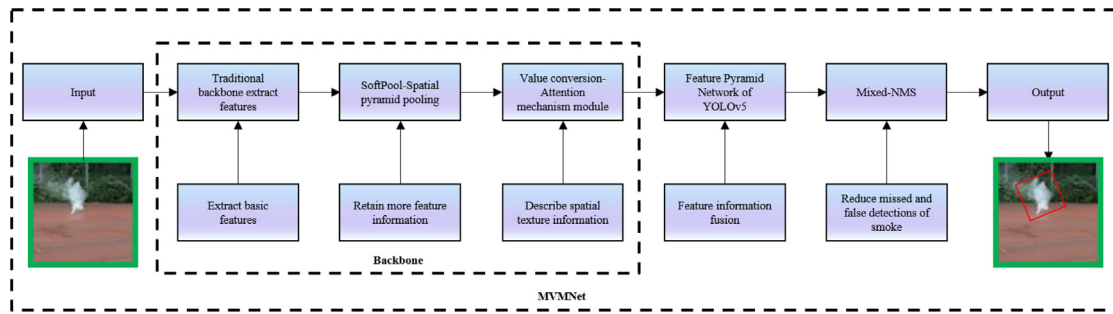 Input
Traditional
backbone extract
features
SoftPool-Spatial
pyramid pooling
Value conversion-
Attention
mechanism module
Feature Pyramid
Network of
YOLOv5
Mixed-NMS
Output
Extract basic
features
Retain more feature
information
Describe spatial
texture information
Feature information
fusion
Reduce missed and
false detections of
smoke
Backbone
MVMNet